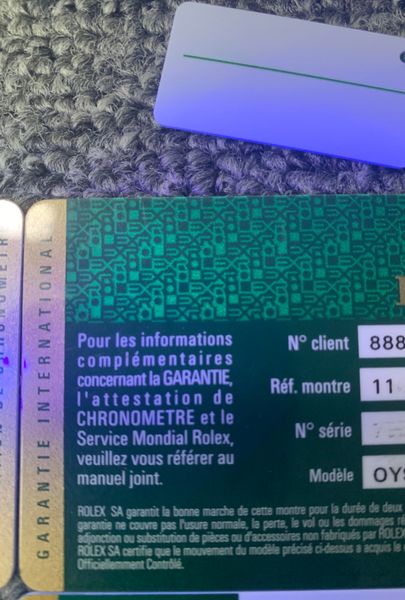 GARANTIE INTERNATIONAL
Pour les informations
complémentaires
concernant la GARANTIE,
l'attestation de
CHRONOMETRE et le
Service Mondial Rolex,
veuillez vous référer au
manuel joint.
N° client 888
Réf. montre 11
N° série
Modèle OYS
ROLEX SA garantit la bonne marche de cette montre pour la durée de deux
garantie ne couvre pas l'usure normale, la perte, le vol ou les dommages ré
adjonction ou substitution de pièces ou d'accessoires non fabriqués par ROLEX
ROLEX SA certifie que le mouvement du modèle précisé ci-dessus a acquis le
Officiellement Contrôlé.